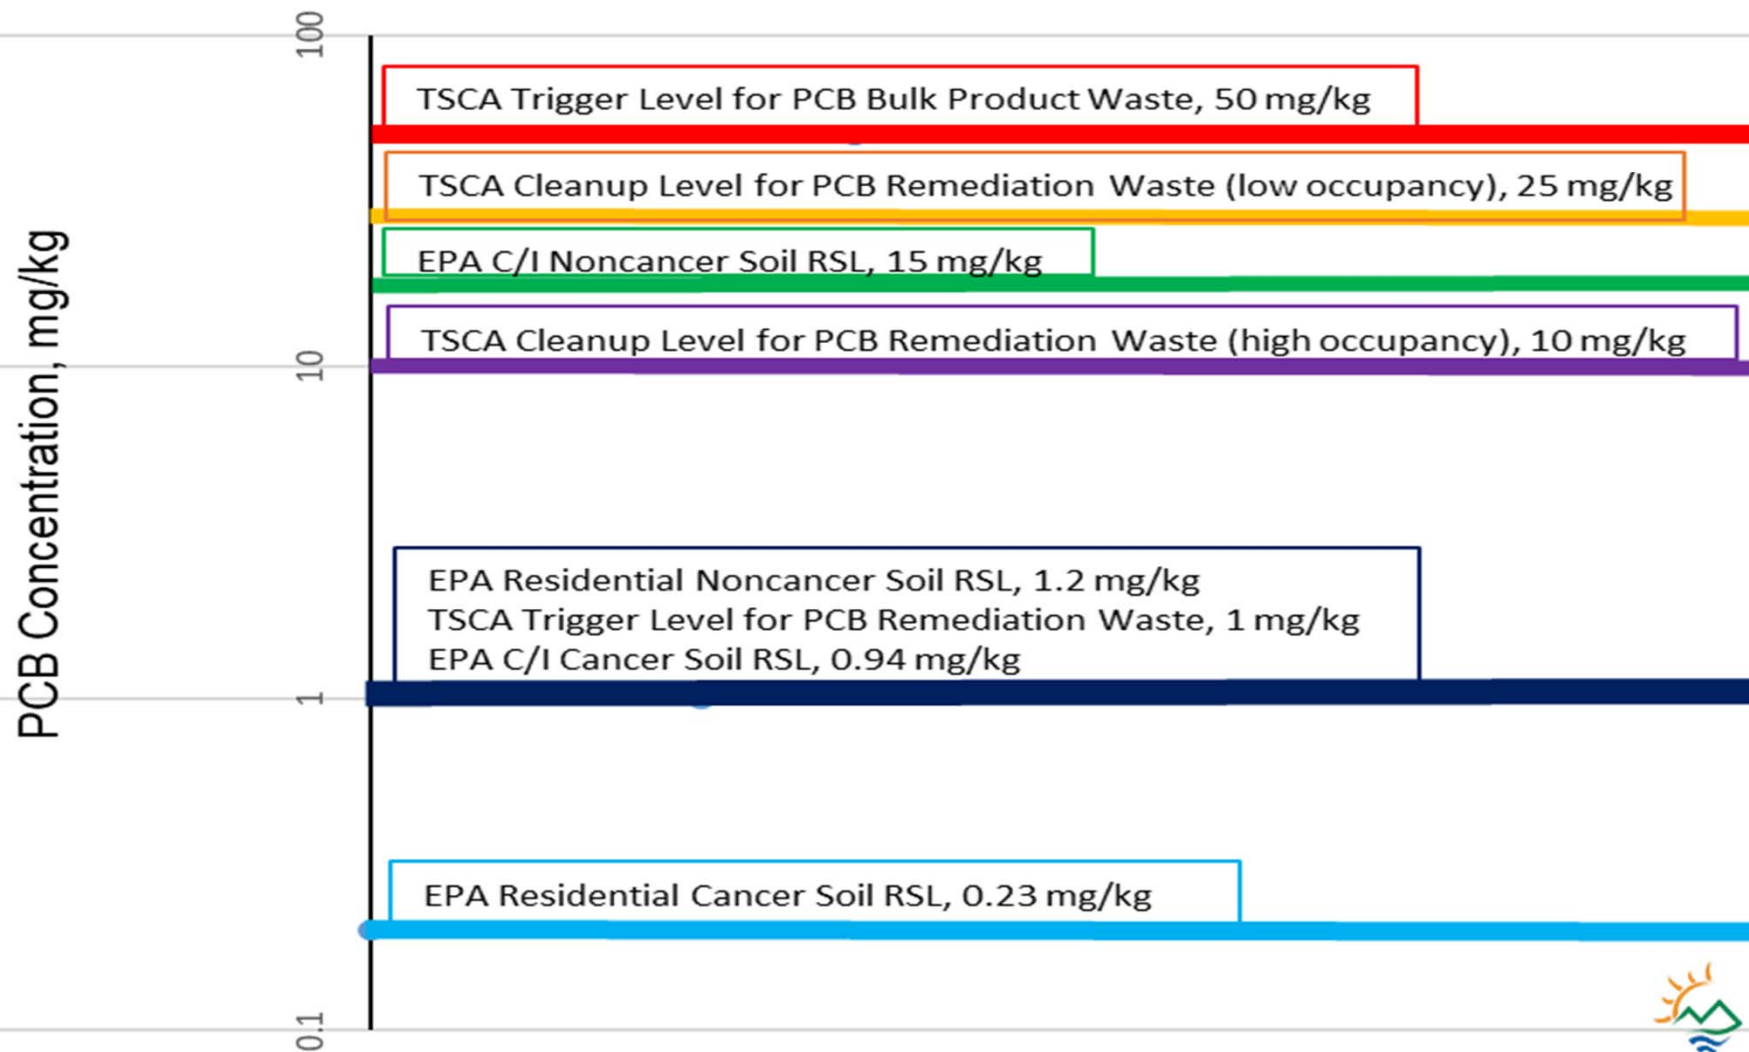 100
TSCA Trigger Level for PCB Bulk Product Waste, 50 mg/kg
TSCA Cleanup Level for PCB Remediation Waste (low occupancy), 25 mg/kg
EPA C/I Noncancer Soil RSL, 15 mg/kg
TSCA Cleanup Level for PCB Remediation Waste (high occupancy), 10 mg/kg
10
PCB Concentration, mg/kg
EPA Residential Noncancer Soil RSL, 1.2 mg/kg
TSCA Trigger Level for PCB Remediation Waste, 1 mg/kg
EPA C/I Cancer Soil RSL, 0.94 mg/kg
1
EPA Residential Cancer Soil RSL, 0.23 mg/kg
0.1